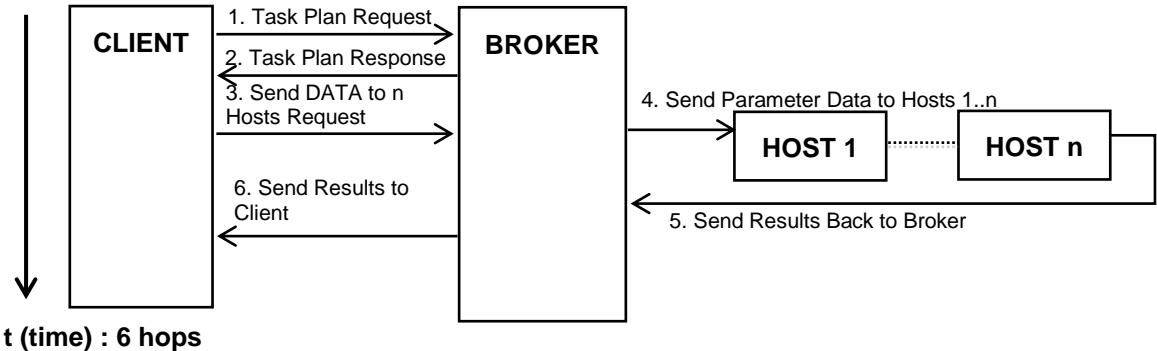 CLIENT
1. Task Plan Request
BROKER
2. Task Plan Response
3. Send DATA to n
Hosts Request
4. Send Parameter Data to Hosts 1..n
HOST 1
HOST n
6. Send Results to
Client
5. Send Results Back to Broker
t (time) : 6 hops